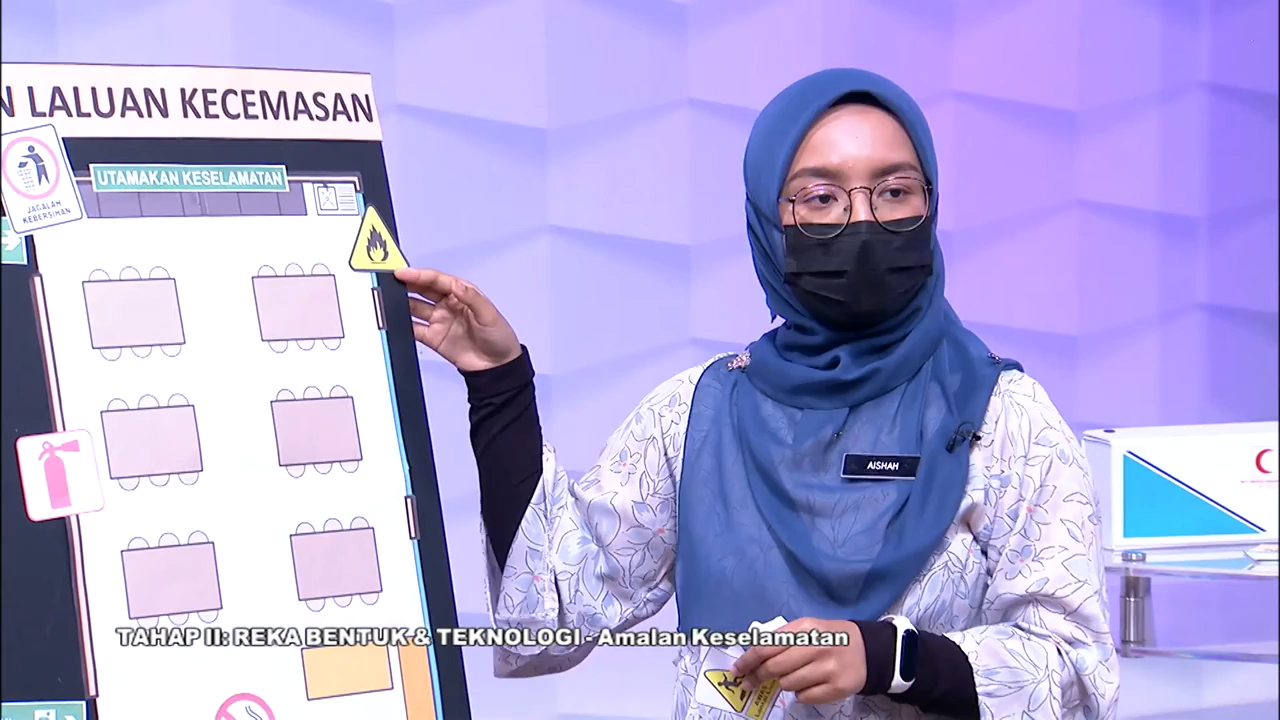 N LALUAN KECEMASAN
UTAMAKAN KESELAMATAN
JAGALAH
KEBERSIHAN
AISHAH
TAHAP II: REKA BENTUK & TEKNOLOGI - Amalan Keselamatan